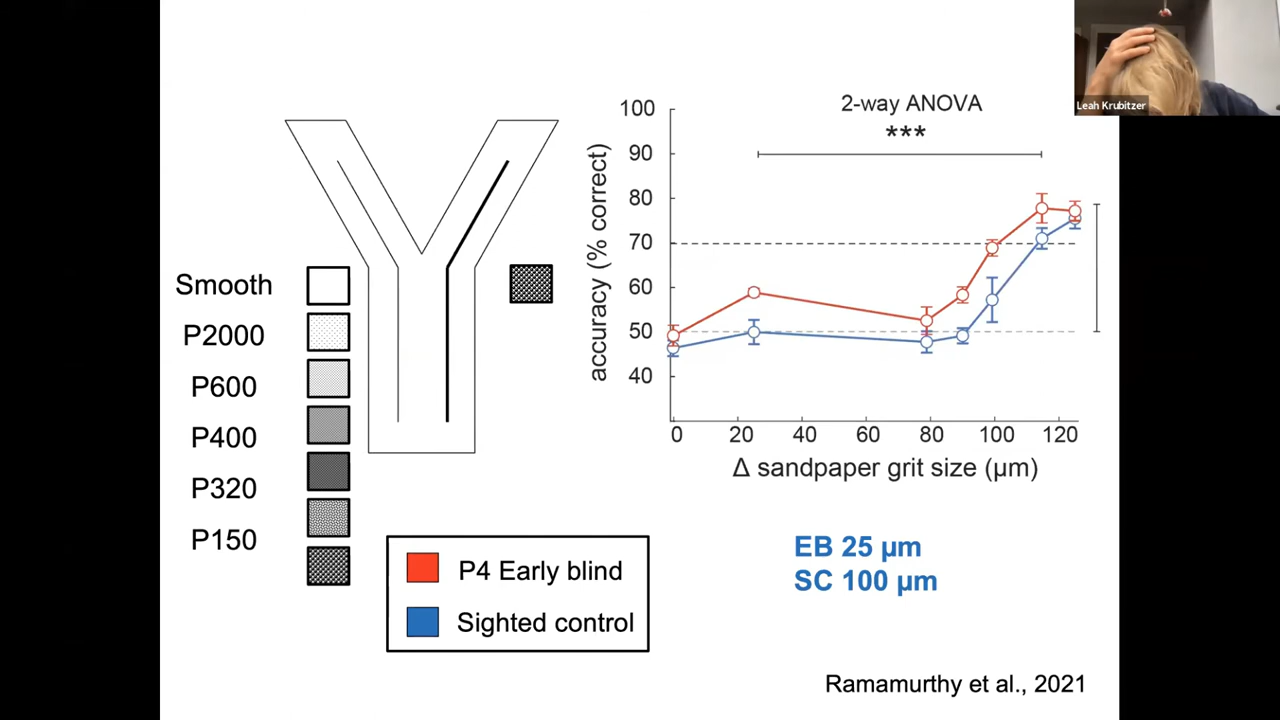 Leah Krubitzer
Smooth
P2000
P600
P400
P320
P150
2-way ANOVA
***
accuracy (% correct)
100
90
80
70
60
50
40
0 20 40 60 80 100 120
Δ sandpaper grit size (µm)
EB 25 µm
SC 100 µm
P4 Early blind
Sighted control
Ramamurthy et al., 2021